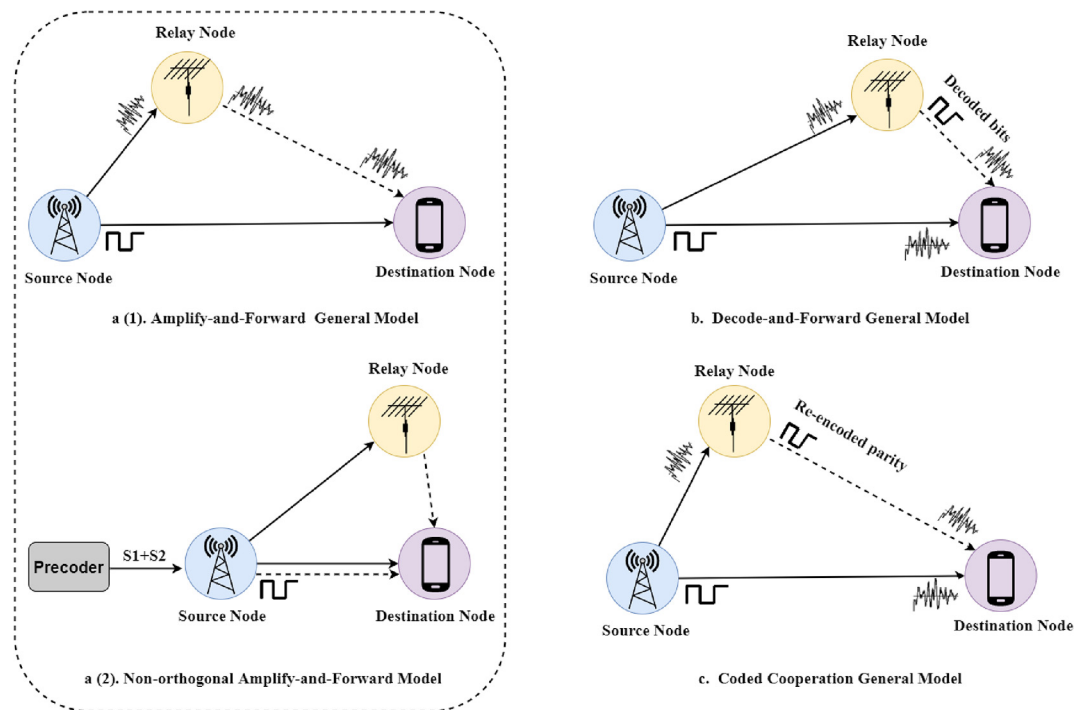 Relay Node
Source Node
Destination Node
a (1). Amplify-and-Forward General Model
Relay Node
Precoder
S1+S2
Source Node
Destination Node
a (2). Non-orthogonal Amplify-and-Forward Model
Relay Node
Decoded bits
Source Node
Destination Node
b. Decode-and-Forward General Model
Relay Node
Re-encoded parity
Source Node
Destination Node
c. Coded Cooperation General Model